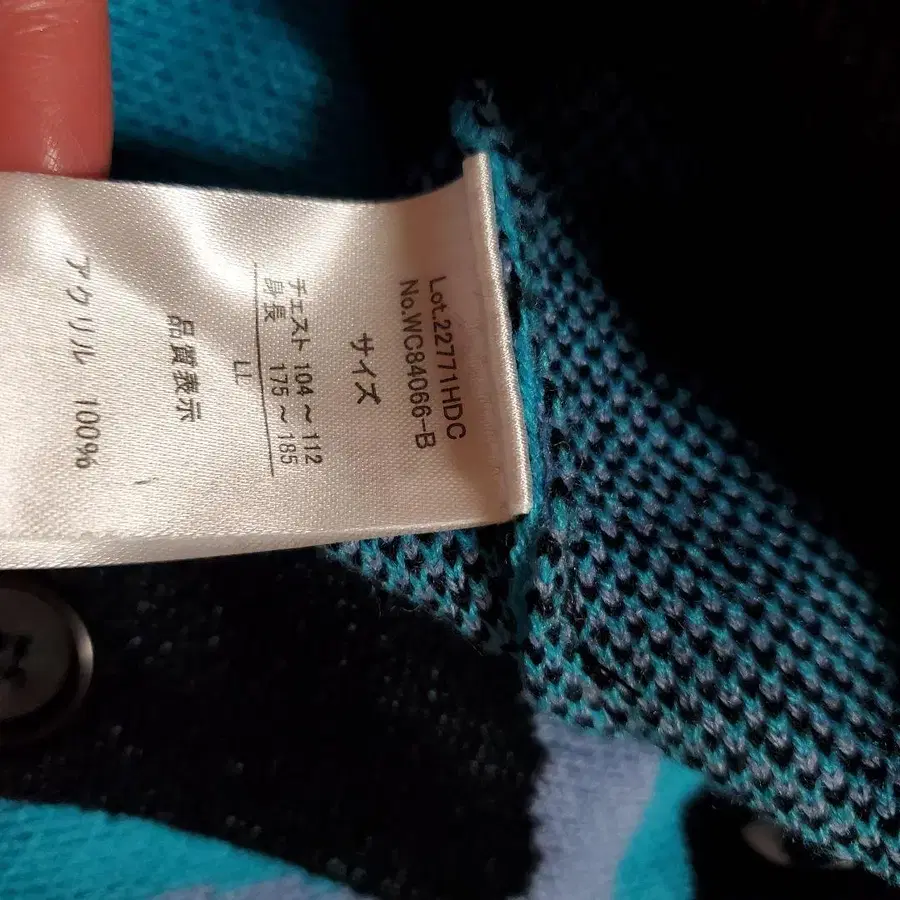 Lot.22771HDC
No.WC84066-B
サイズ
チェスト 104～112
身長 175～185
LL
品質表示
アクリル 100%